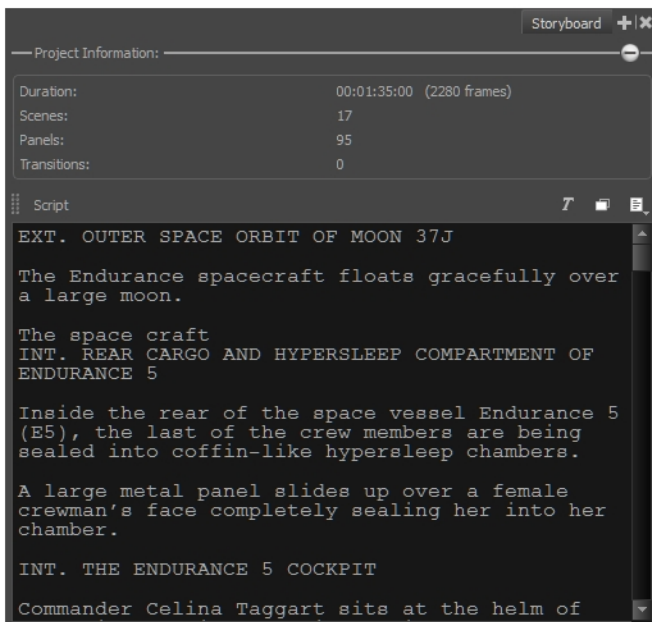 Storyboard
Project Information:
Duration: 00:01:35:00 (2280 frames)
Scenes: 17
Panels: 95
Transitions: 0
Script
EXT. OUTER SPACE ORBIT OF MOON 37J
The Endurance spacecraft floats gracefully over
a large moon.
The space craft
INT. REAR CARGO AND HYPERSLEEP COMPARTMENT OF
ENDURANCE 5
Inside the rear of the space vessel Endurance 5
(E5), the last of the crew members are being
sealed into coffin-like hypersleep chambers.
A large metal panel slides up over a female
crewman's face completely sealing her into her
chamber.
INT. THE ENDURANCE 5 COCKPIT
Commander Celina Taggart sits at the helm of